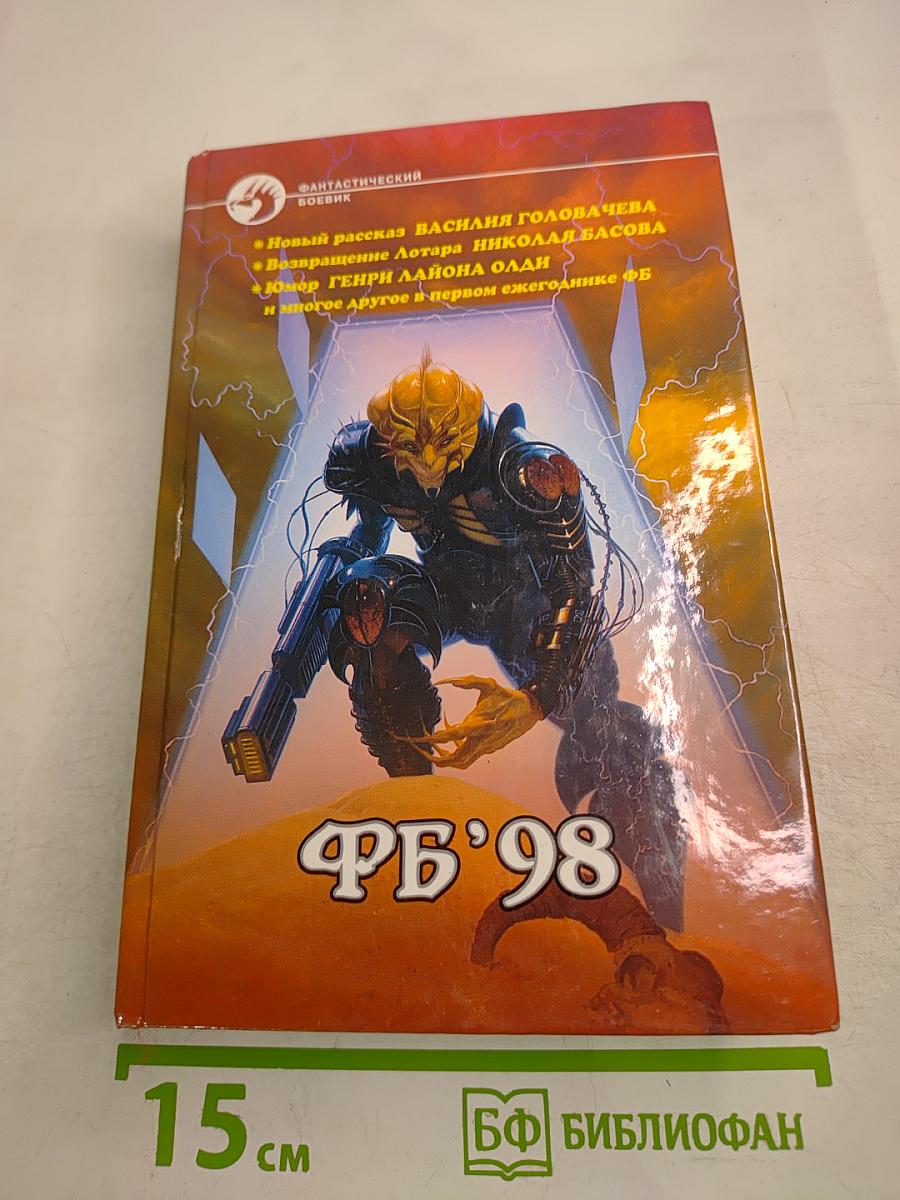 ФАНТАСТИЧЕСКИЙ
БОЕВИК
* Новый рассказ ВАСИЛИЯ ГОЛОВАЧЕВА
* Возвращение Лотара НИКОЛАЯ БАСОВА
* Юмор ГЕНРИ ЛАЙОНА ОЛДИ
и многое другое в первом ежегоднике ФБ
ФБ'98
15 см
БФ БИБЛИОФАН